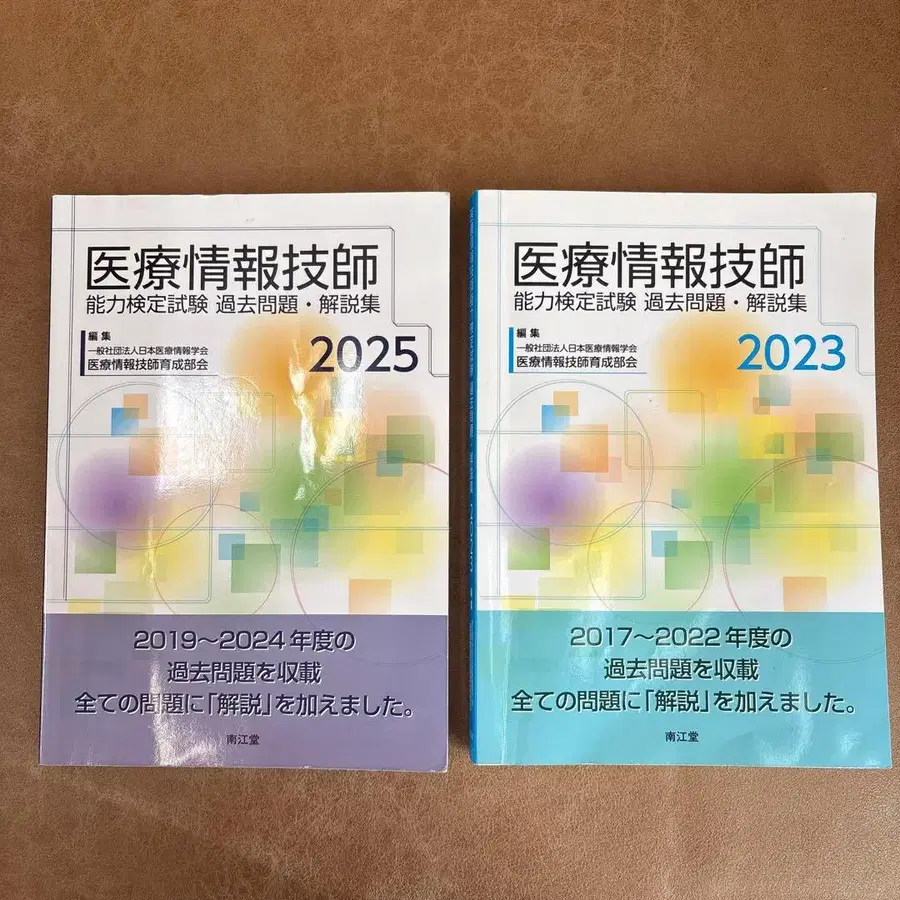 医療情報技師
能力検定試験 過去問題・解説集
編集
一般社団法人日本医療情報学会
医療情報技師育成部会
2025
2019〜2024年度の
過去問題を収載
全ての問題に「解説」を加えました。
南江堂
医療情報技師
能力検定試験 過去問題・解説集
編集
一般社団法人日本医療情報学会
医療情報技師育成部会
2023
2017〜2022年度の
過去問題を収載
全ての問題に「解説」を加えました。
南江堂